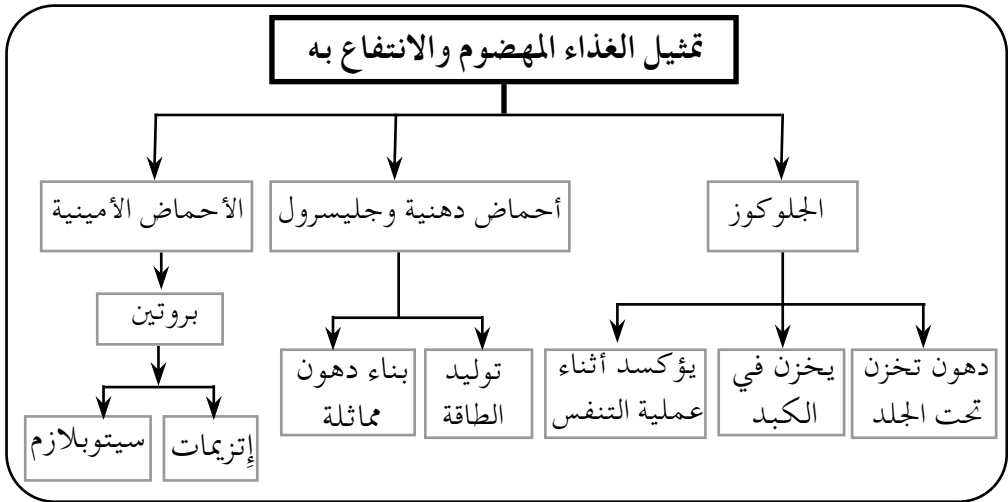 تمثيل الغذاء المهضوم والانتفاع به
الجلوكوز
أحماض دهنية وجليسرول
الأحماض الأمينية
دهون تخزن
تحت الجلد
يخزن في
الكبد
يؤكسد أثناء
عملية التنفس
توليد
الطاقة
بناء دهون
مماثلة
بروتين
إتزيمات
سيتوبلازم